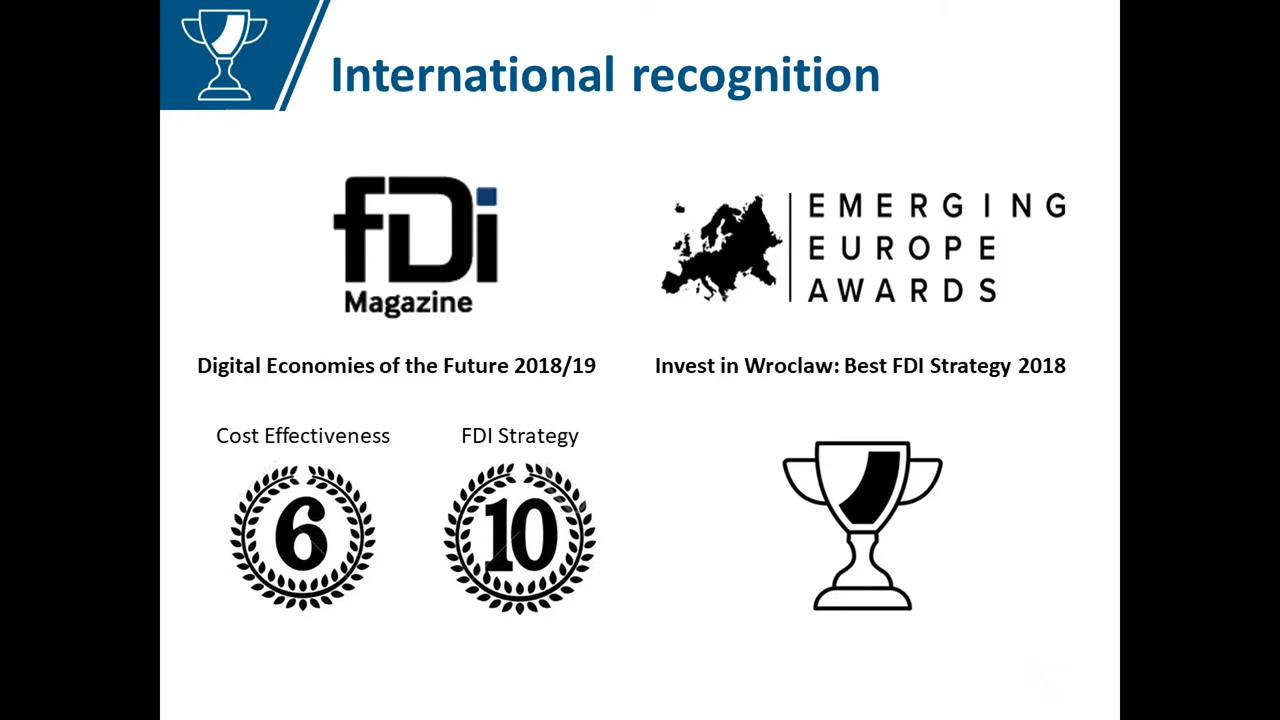 International recognition
fDi
Magazine
EMERGING
EUROPE
AWARDS
Digital Economies of the Future 2018/19
Invest in Wroclaw: Best FDI Strategy 2018
Cost Effectiveness
FDI Strategy
6
10